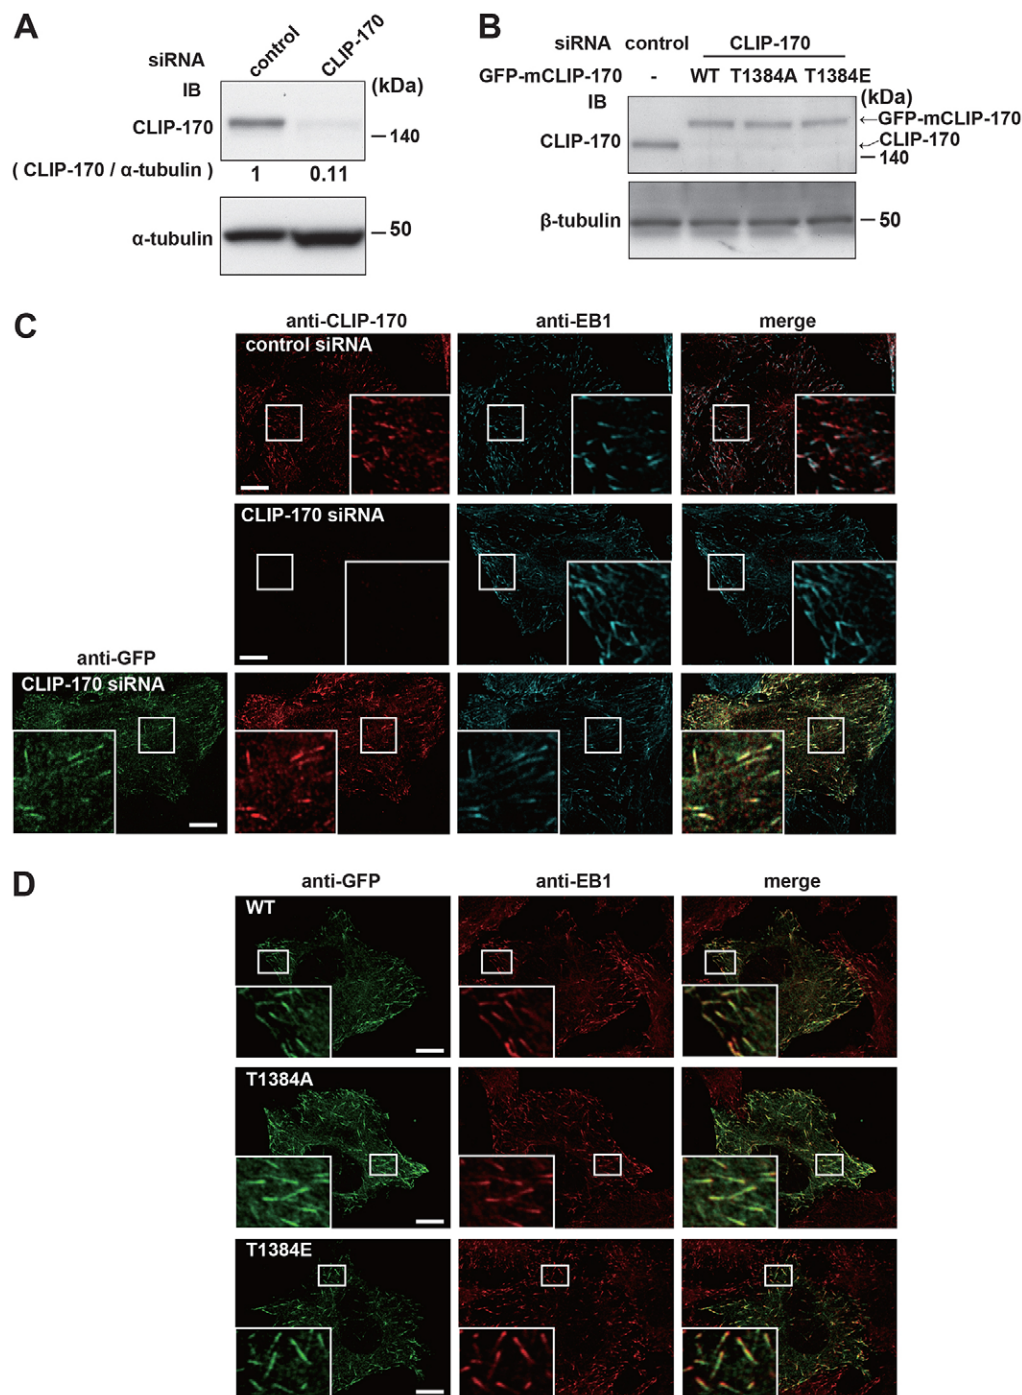 A
siRNA control CLIP-170
IB (kDa)
CLIP-170
140
( CLIP-170 / α-tubulin ) 1 0.11
α-tubulin 50
B
siRNA control CLIP-170
GFP-mCLIP-170 - WT T1384A T1384E
IB (kDa)
←GFP-mCLIP-170
CLIP-170 CLIP-170
140
β-tubulin 50
C
anti-CLIP-170 anti-EB1 merge
control siRNA
CLIP-170 siRNA
anti-GFP
CLIP-170 siRNA
D
anti-GFP anti-EB1 merge
WT
T1384A
T1384E